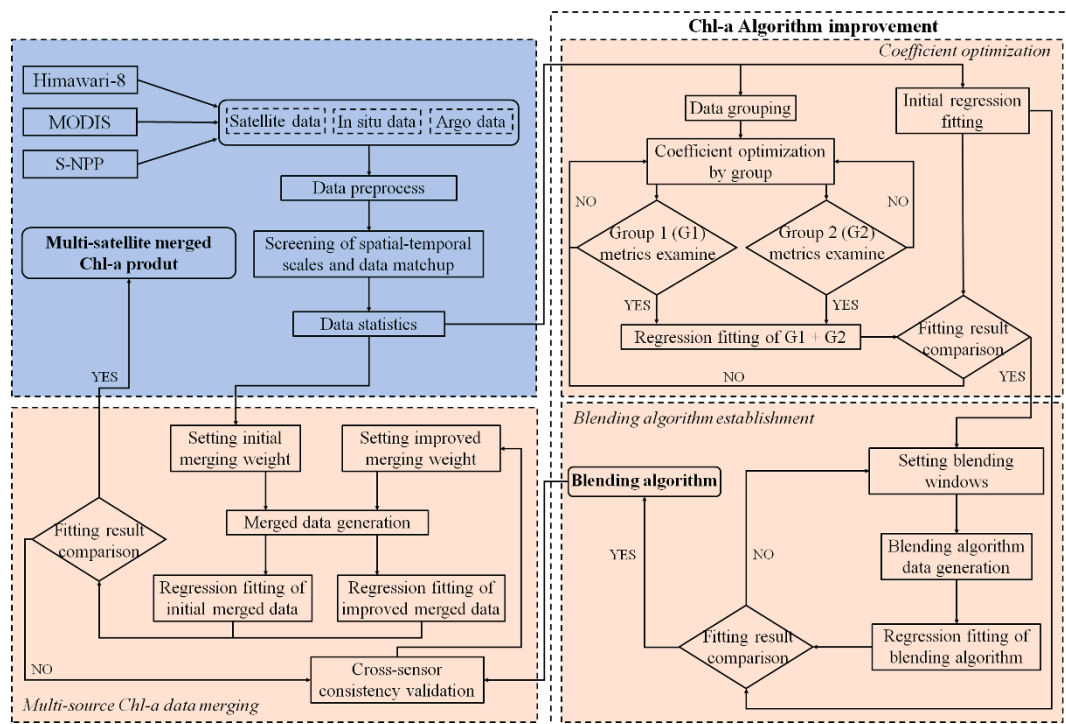 Chl-a Algorithm improvement
Himawari-8
MODIS
S-NPP
Satellite data
In situ data
Argo data
Data preprocess
Screening of spatial-temporal
scales and data matchup
Data statistics
Multi-satellite merged
Chl-a produt
YES
Coefficient optimization
Data grouping
Initial regression
fitting
Coefficient optimization
by group
NO
NO
Group 1 (G1)
metrics examine
Group 2 (G2)
metrics examine
YES
YES
Regression fitting of G1 + G2
Fitting result
comparison
NO
YES
Setting initial
merging weight
Setting improved
merging weight
Merged data generation
Fitting result
comparison
Regression fitting of
initial merged data
Regression fitting of
improved merged data
NO
Cross-sensor
consistency validation
Multi-source Chl-a data merging
Blending algorithm establishment
Blending algorithm
Setting blending
windows
YES
NO
Blending algorithm
data generation
Fitting result
comparison
Regression fitting of
blending algorithm